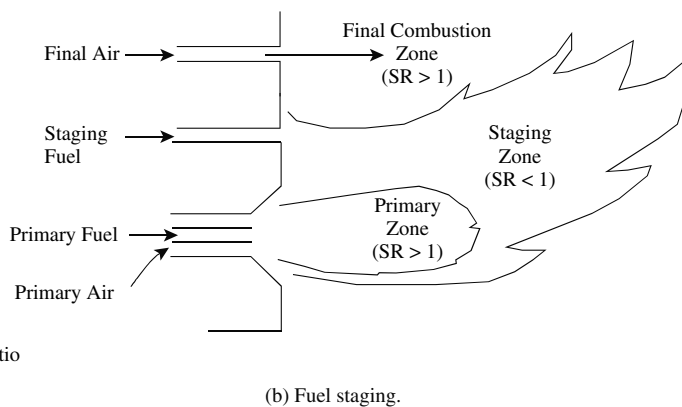 Final Air
Final Combustion
Zone
(SR > 1)
Staging
Fuel
Staging
Zone
(SR < 1)
Primary Fuel
Primary
Zone
(SR > 1)
Primary Air
tio
(b) Fuel staging.